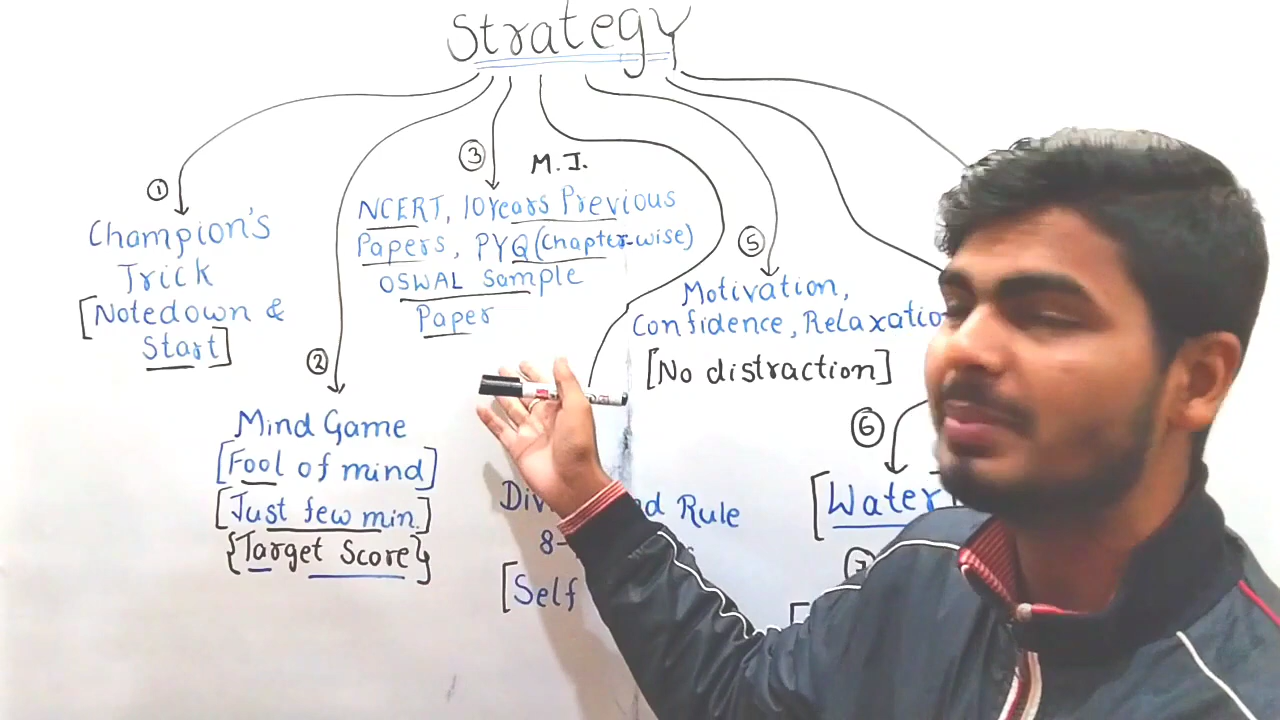 Strategy
①
Champion's
Trick
[Notedown &
Start]
②
Mind Game
[Fool of mind]
[Just few min.]
{Target Score}
③
M.I.
NCERT, 10 Years Previous
Papers, PYQ (Chapter-wise)
OSWAL Sample
Paper
Rule
8-
[Self
⑤
Motivation,
Confidence, Relaxatio
[No distraction]
⑥
[Water
⑦
[